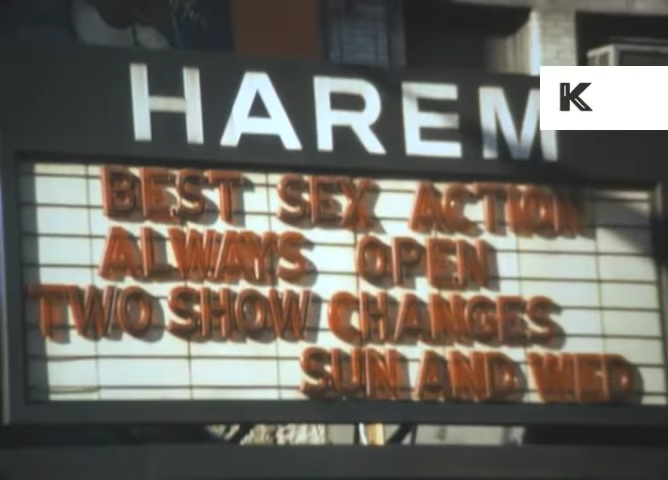 HAREM
K
BEST SEX ACTION
ALWAYS OPEN
TWO SHOW CHANGES
SUN AND WED